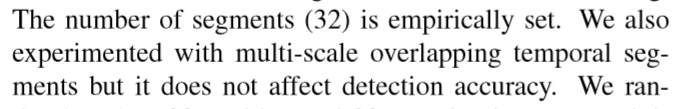 The number of segments (32) is empirically set. We also
experimented with multi-scale overlapping temporal seg-
ments but it does not affect detection accuracy. We ran-